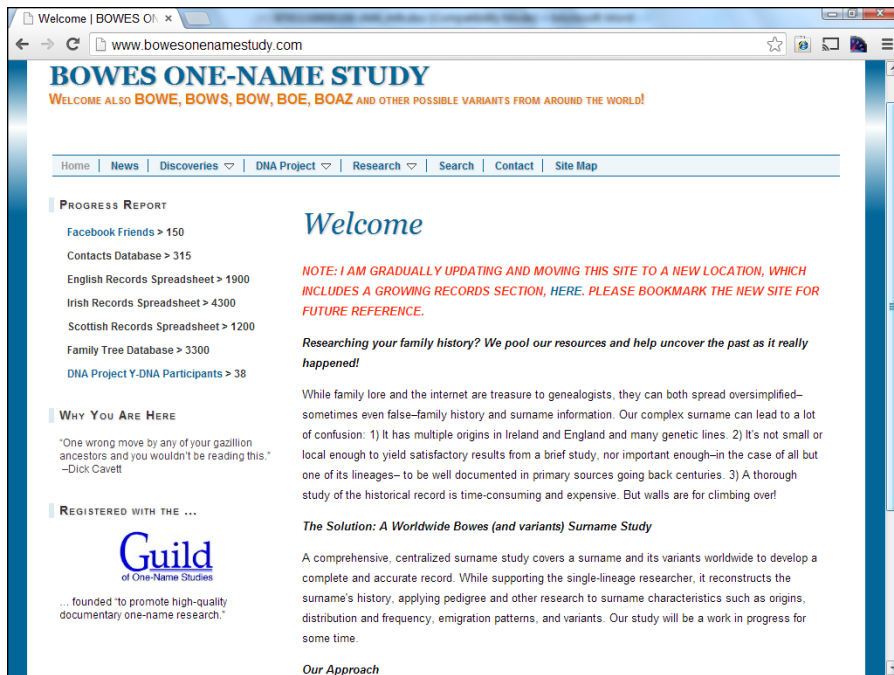 Welcome | BOWES ON
www.bowesonenamestudy.com
BOWES ONE-NAME STUDY
WELCOME ALSO BOWE, BOWS, BOW, BOE, BOAZ AND OTHER POSSIBLE VARIANTS FROM AROUND THE WORLD!
Home | News | Discoveries | DNA Project | Research | Search | Contact | Site Map
PROGRESS REPORT
Facebook Friends > 150
Contacts Database > 315
English Records Spreadsheet > 1900
Irish Records Spreadsheet > 4300
Scottish Records Spreadsheet > 1200
Family Tree Database > 3300
DNA Project Y-DNA Participants > 38
WHY YOU ARE HERE
"One wrong move by any of your gazillion
ancestors and you wouldn't be reading this."
–Dick Cavett
REGISTERED WITH THE ...
Guild
of One-Name Studies
... founded "to promote high-quality
documentary one-name research."
Welcome
NOTE: I AM GRADUALLY UPDATING AND MOVING THIS SITE TO A NEW LOCATION, WHICH
INCLUDES A GROWING RECORDS SECTION, HERE. PLEASE BOOKMARK THE NEW SITE FOR
FUTURE REFERENCE.
Researching your family history? We pool our resources and help uncover the past as it really
happened!
While family lore and the internet are treasure to genealogists, they can both spread oversimplified–
sometimes even false–family history and surname information. Our complex surname can lead to a lot
of confusion: 1) It has multiple origins in Ireland and England and many genetic lines. 2) It's not small or
local enough to yield satisfactory results from a brief study, nor important enough–in the case of all but
one of its lineages– to be well documented in primary sources going back centuries. 3) A thorough
study of the historical record is time-consuming and expensive. But walls are for climbing over!
The Solution: A Worldwide Bowes (and variants) Surname Study
A comprehensive, centralized surname study covers a surname and its variants worldwide to develop a
complete and accurate record. While supporting the single-lineage researcher, it reconstructs the
surname's history, applying pedigree and other research to surname characteristics such as origins,
distribution and frequency, emigration patterns, and variants. Our study will be a work in progress for
some time.
Our Approach